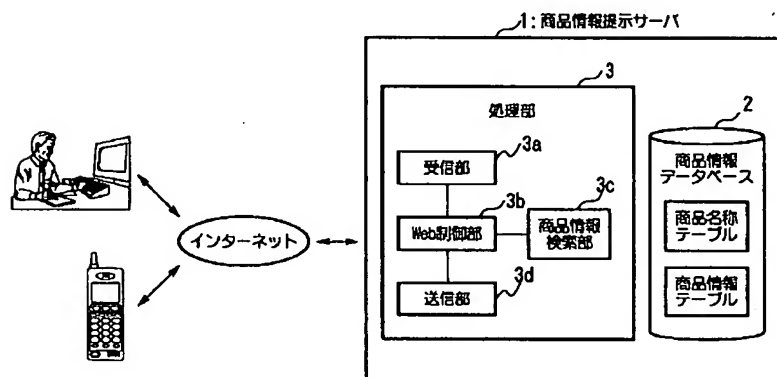 1:商品情報提示サーバ
3
処理部
3a
受信部
3b
Web制御部
3c
商品情報
検索部
3d
送信部
2
商品情報
データベース
商品名称
テーブル
商品情報
テーブル
インターネット